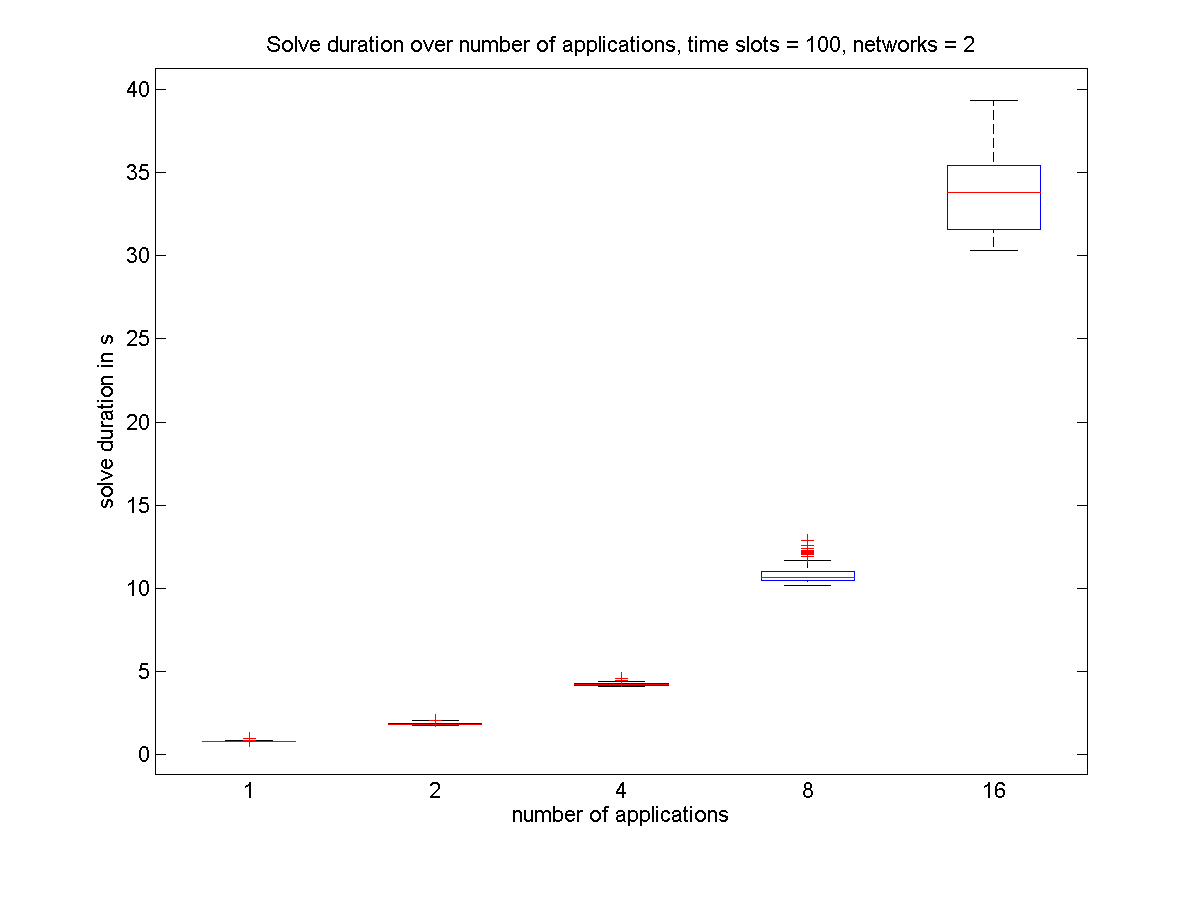 Solve duration over number of applications, time slots = 100, networks = 2
40
35
30
25
20
15
10
5
0
solve duration in s
1 2 4 8 16
number of applications